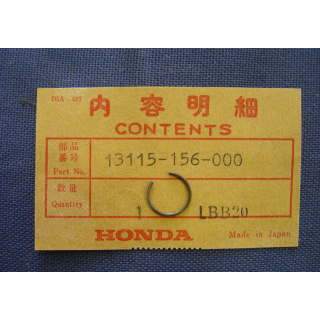 内容明細
CONTENTS
部品
番号
Part No.
13115-156-000
数量
Quantity
1 LBB20
HONDA
Made in Japan